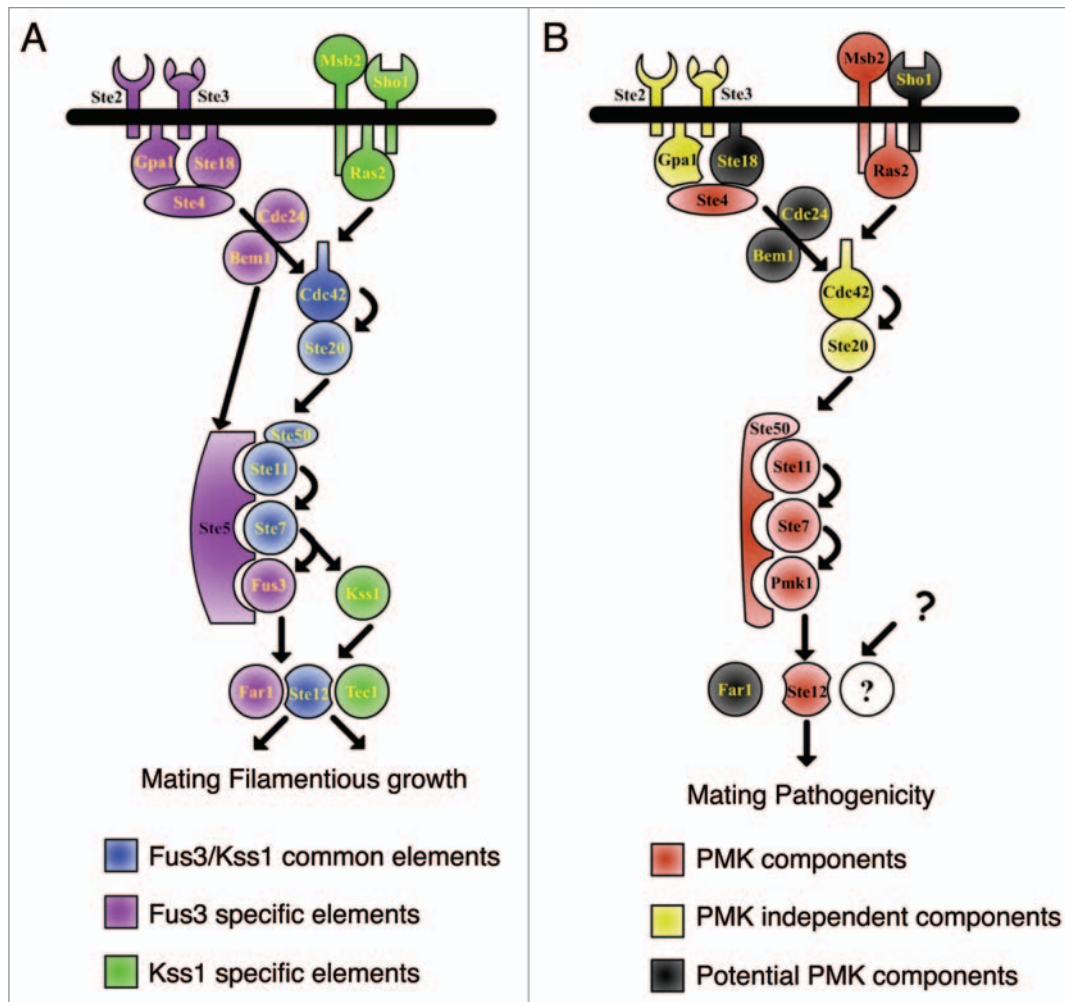 A
Msb2
Sho1
Ste2
Ste3
Gpa1
Ste18
Ras2
Ste4
Cdc24
Bem1
Cdc42
Ste20
Ste50
Ste11
Ste5
Ste7
Fus3
Kss1
Far1
Ste12
Tec1
Mating Filamentious growth
Fus3/Kss1 common elements
Fus3 specific elements
Kss1 specific elements
B
Msb2
Sho1
Ste2
Ste3
Gpa1
Ste18
Ras2
Ste4
Cdc24
Bem1
Cdc42
Ste20
Ste50
Ste11
Ste7
Pmk1
?
Far1
Ste12
?
Mating Pathogenicity
PMK components
PMK independent components
Potential PMK components